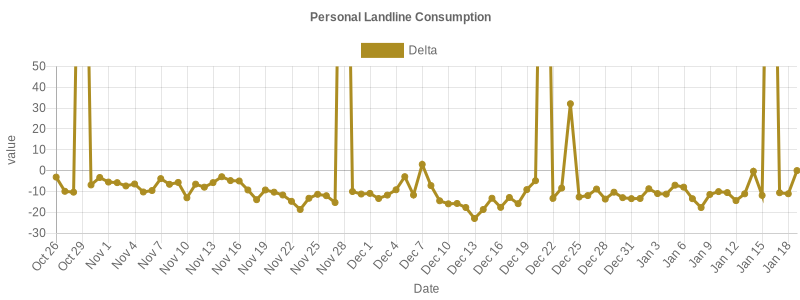 Personal Landline Consumption
Delta
value
50
40
30
20
10
0
-10
-20
-30
Oct 26
Oct 29
Nov 1
Nov 4
Nov 7
Nov 10
Nov 13
Nov 16
Nov 19
Nov 22
Nov 25
Nov 28
Dec 1
Dec 4
Dec 7
Dec 10
Dec 13
Dec 16
Dec 19
Dec 22
Dec 25
Dec 28
Dec 31
Jan 3
Jan 6
Jan 9
Jan 12
Jan 15
Jan 18
Date